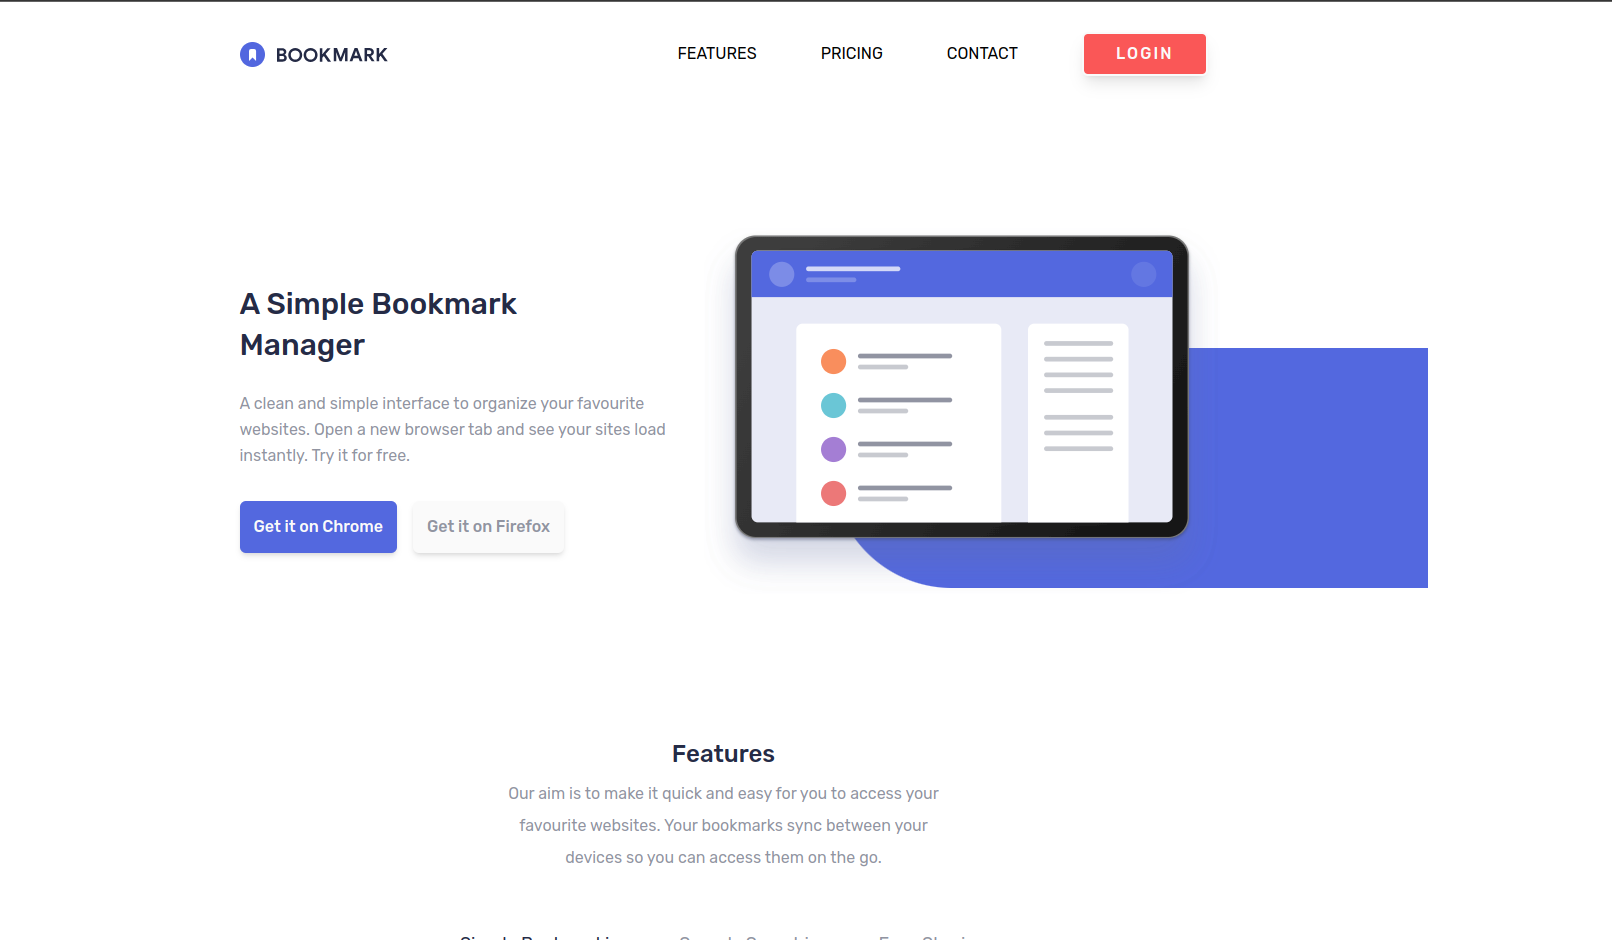 BOOKMARK
FEATURES
PRICING
CONTACT
LOGIN
A Simple Bookmark
Manager
A clean and simple interface to organize your favourite
websites. Open a new browser tab and see your sites load
instantly. Try it for free.
Get it on Chrome
Get it on Firefox
Features
Our aim is to make it quick and easy for you to access your
favourite websites. Your bookmarks sync between your
devices so you can access them on the go.